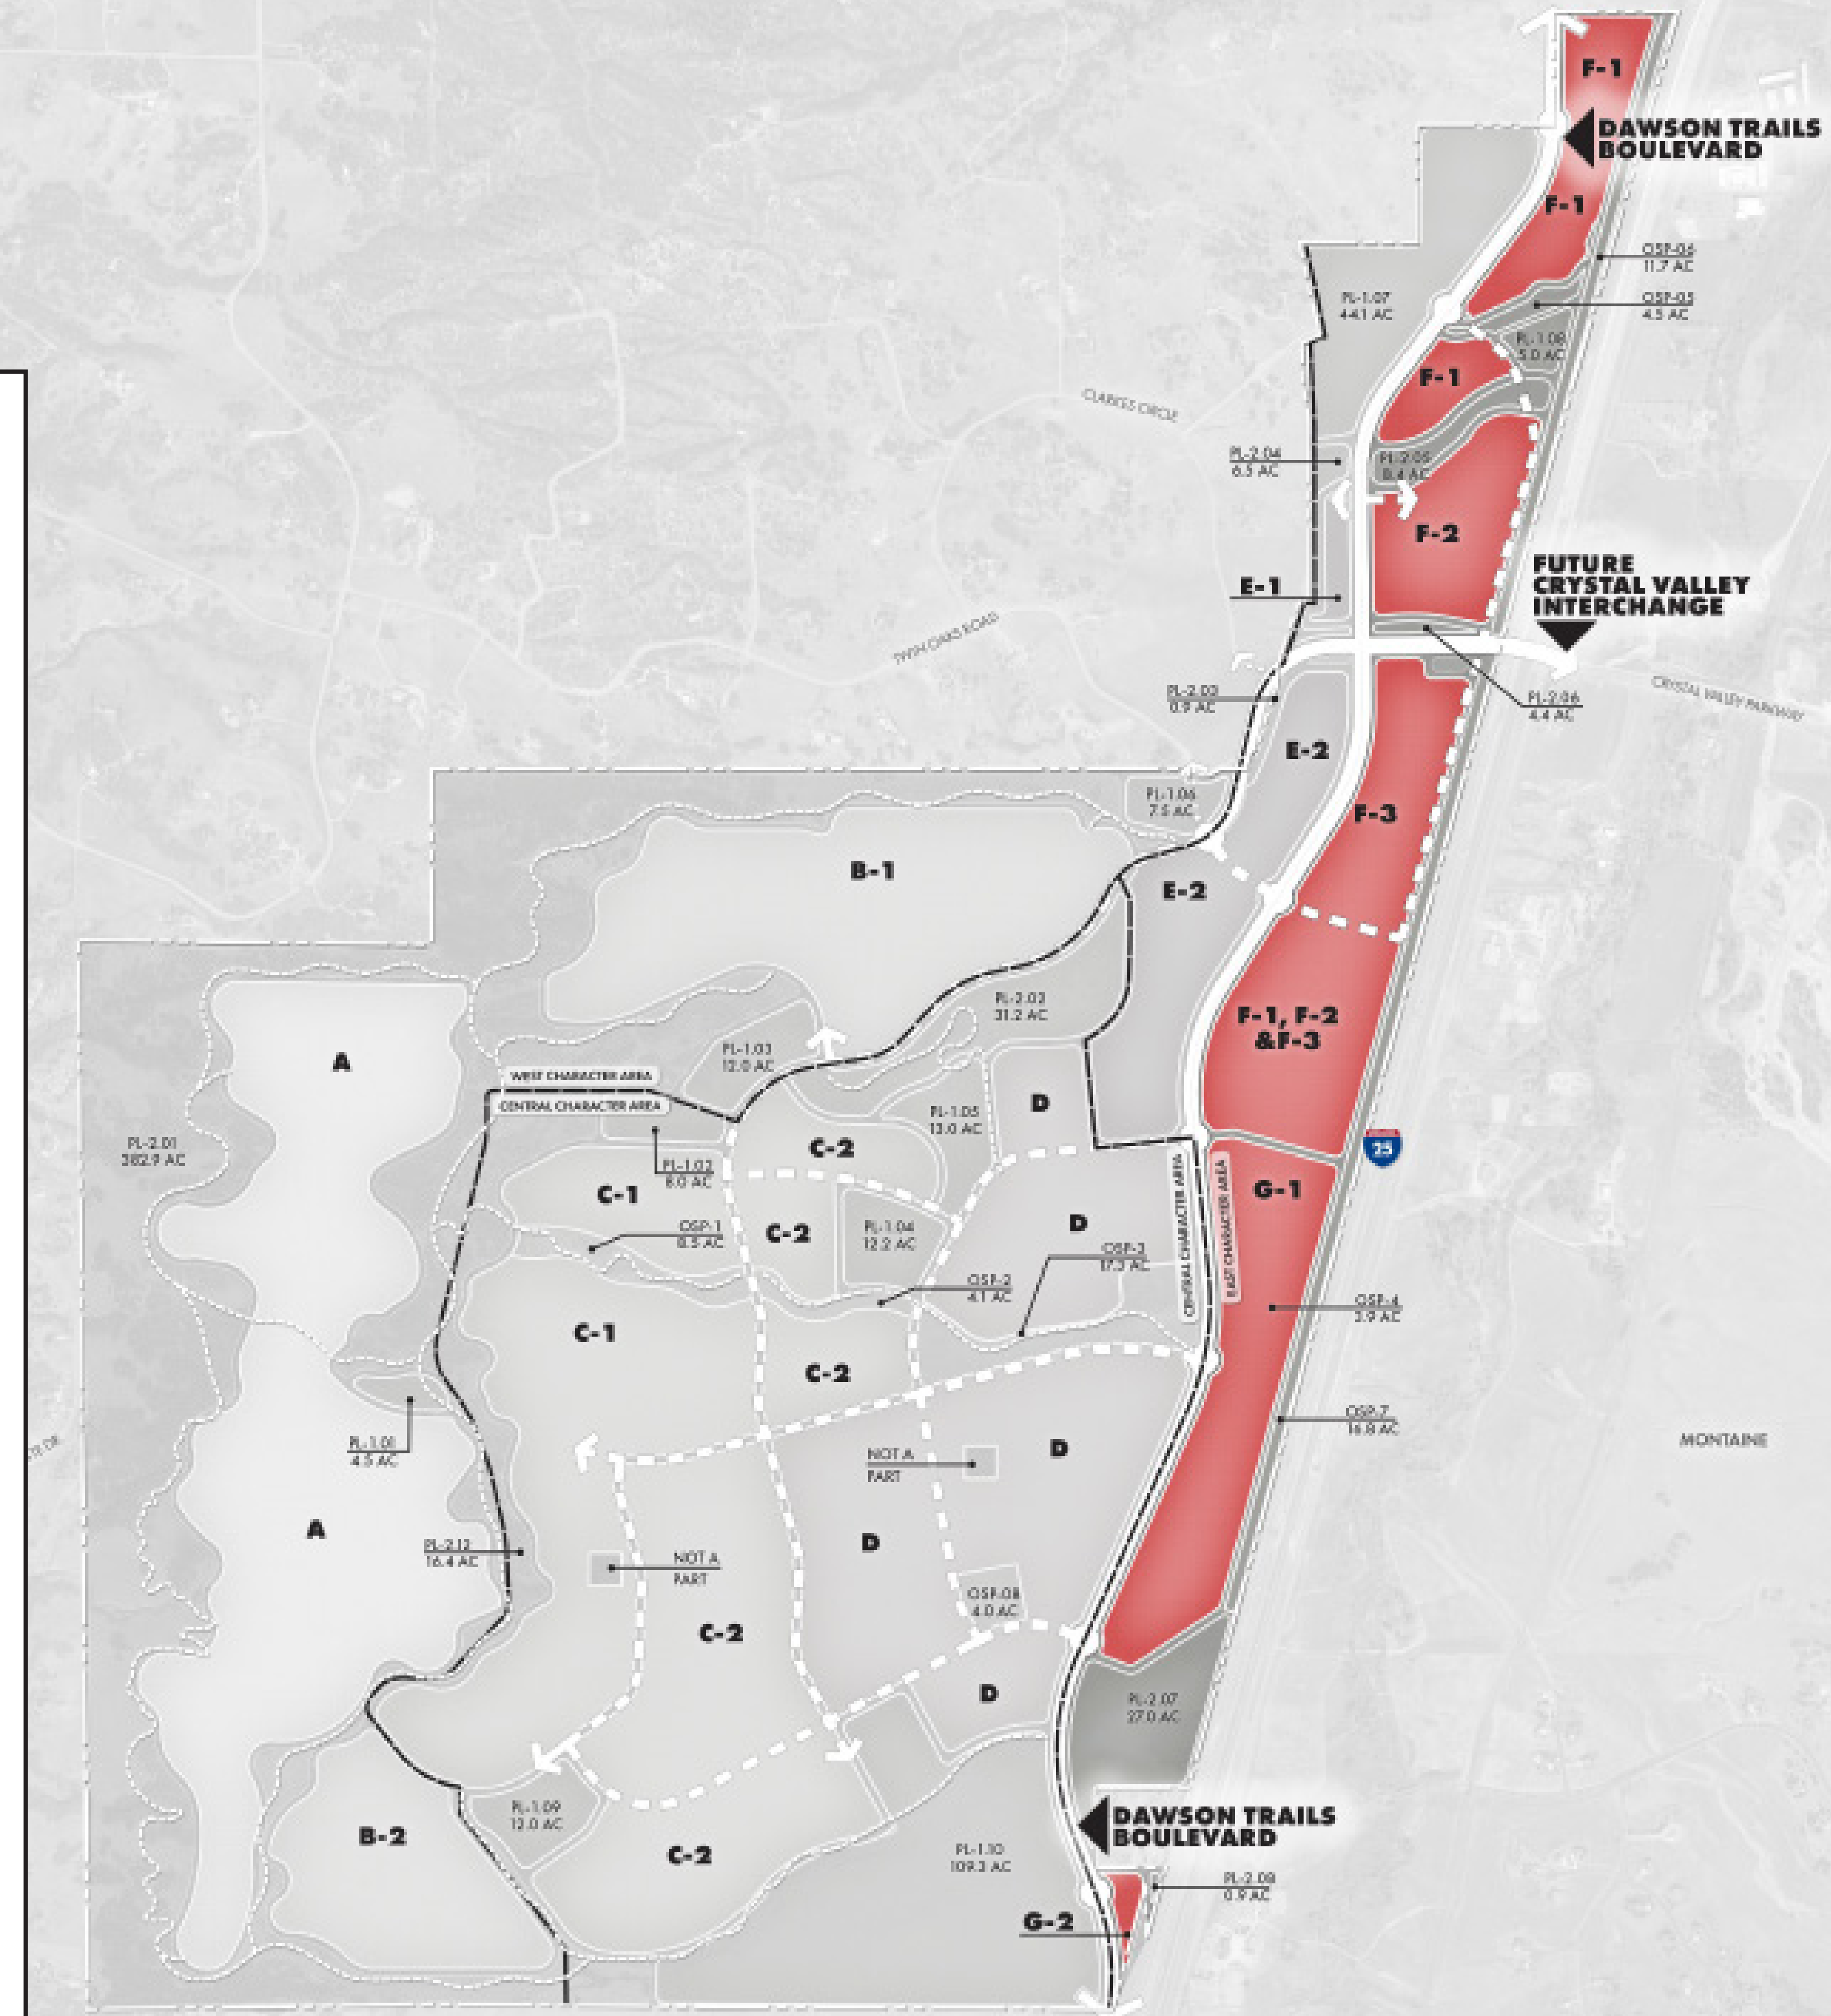 F-1
DAWSON TRAILS
BOULEVARD
F-1
OSP-06
11.7 AC
OSP-05
4.5 AC
PL-1.07
44.1 AC
PL-1.08
5.0 AC
F-1
CLARKES CIRCLE
PL-2.04
6.5 AC
PL-2.05
8.4 AC
F-2
FUTURE
CRYSTAL VALLEY
INTERCHANGE
E-1
TWIN OAKS ROAD
PL-2.03
0.9 AC
PL-2.06
4.4 AC
CRYSTAL VALLEY PARKWAY
E-2
PL-1.06
7.5 AC
F-3
B-1
E-2
PL-2.02
31.2 AC
F-1, F-2
&F-3
PL-1.03
12.0 AC
A
WEST CHARACTER AREA
CENTRAL CHARACTER AREA
D
PL-1.05
13.0 AC
PL-2.01
382.9 AC
C-2
25
PL-1.02
8.0 AC
C-1
CENTRAL CHARACTER AREA
EAST CHARACTER AREA
G-1
OSP-1
8.5 AC
C-2
PL-1.04
12.2 AC
D
OSP-3
17.3 AC
OSP-2
4.1 AC
OSP-4
3.9 AC
C-1
C-2
OSP-7
16.8 AC
PL-1.01
4.5 AC
NOT A
PART
D
MONTAINE
A
D
PL-2.12
16.4 AC
NOT A
PART
OSP-08
4.0 AC
C-2
D
PL-2.07
27.0 AC
PL-1.09
12.0 AC
DAWSON TRAILS
BOULEVARD
B-2
C-2
PL-1.10
109.3 AC
PL-2.08
0.9 AC
G-2